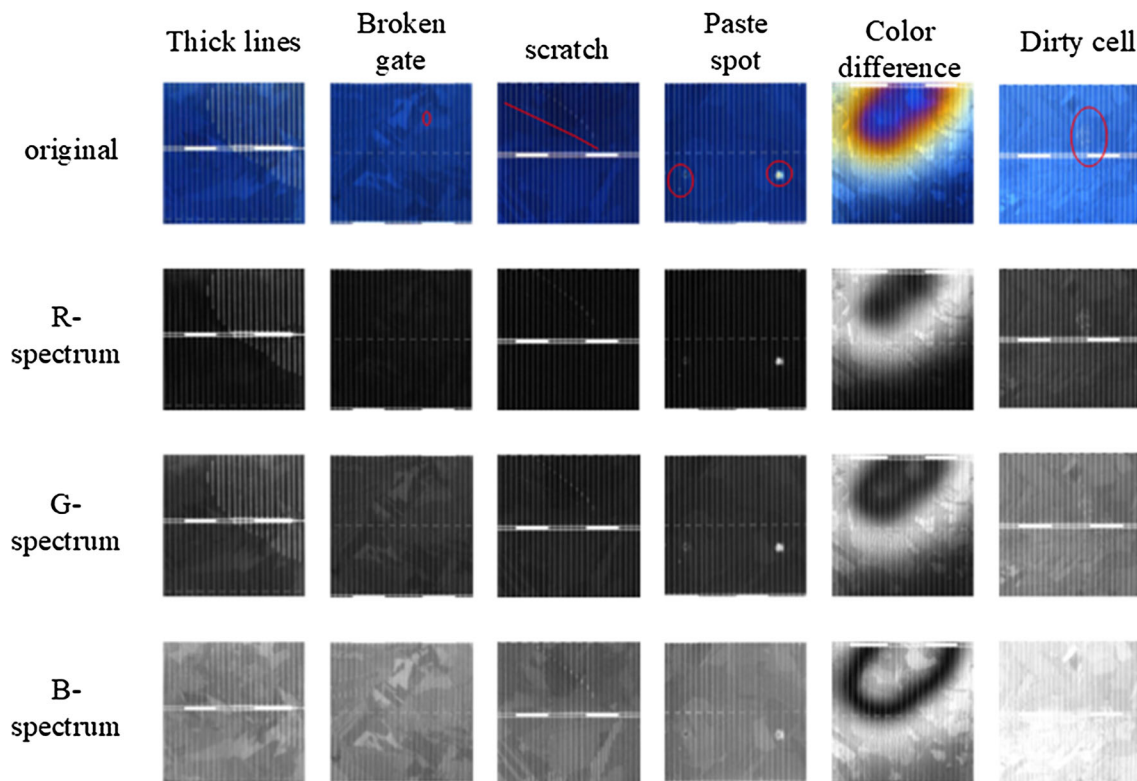 Thick lines
Broken
gate
scratch
Paste
spot
Color
difference
Dirty cell
original
R-
spectrum
G-
spectrum
B-
spectrum